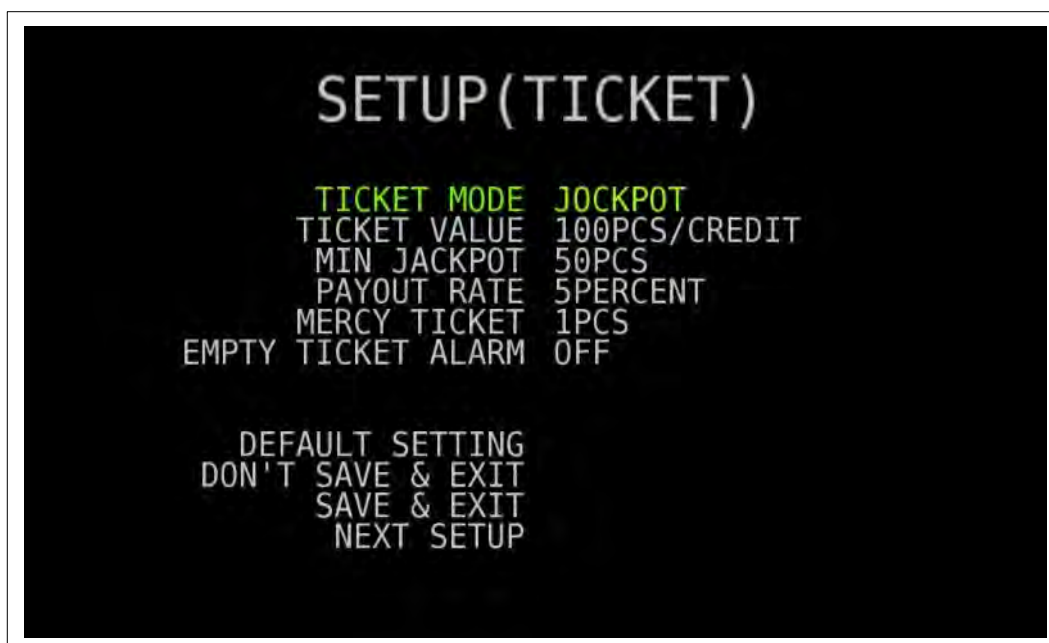 SETUP(TICKET)
TICKET MODE JOCKPOT
TICKET VALUE 100PCS/CREDIT
MIN JACKPOT 50PCS
PAYOUT RATE 5PERCENT
MERCY TICKET 1PCS
EMPTY TICKET ALARM OFF
DEFAULT SETTING
DON'T SAVE & EXIT
SAVE & EXIT
NEXT SETUP